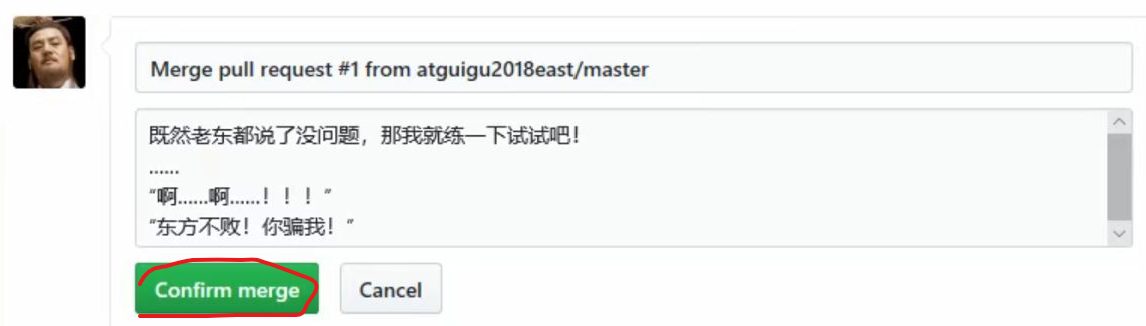 Merge pull request #1 from atguigu2018east/master
既然老东都说了没问题，那我就练一下试试吧！
......
“啊......啊......！！！”
“东方不败！你骗我！”
Confirm merge
Cancel